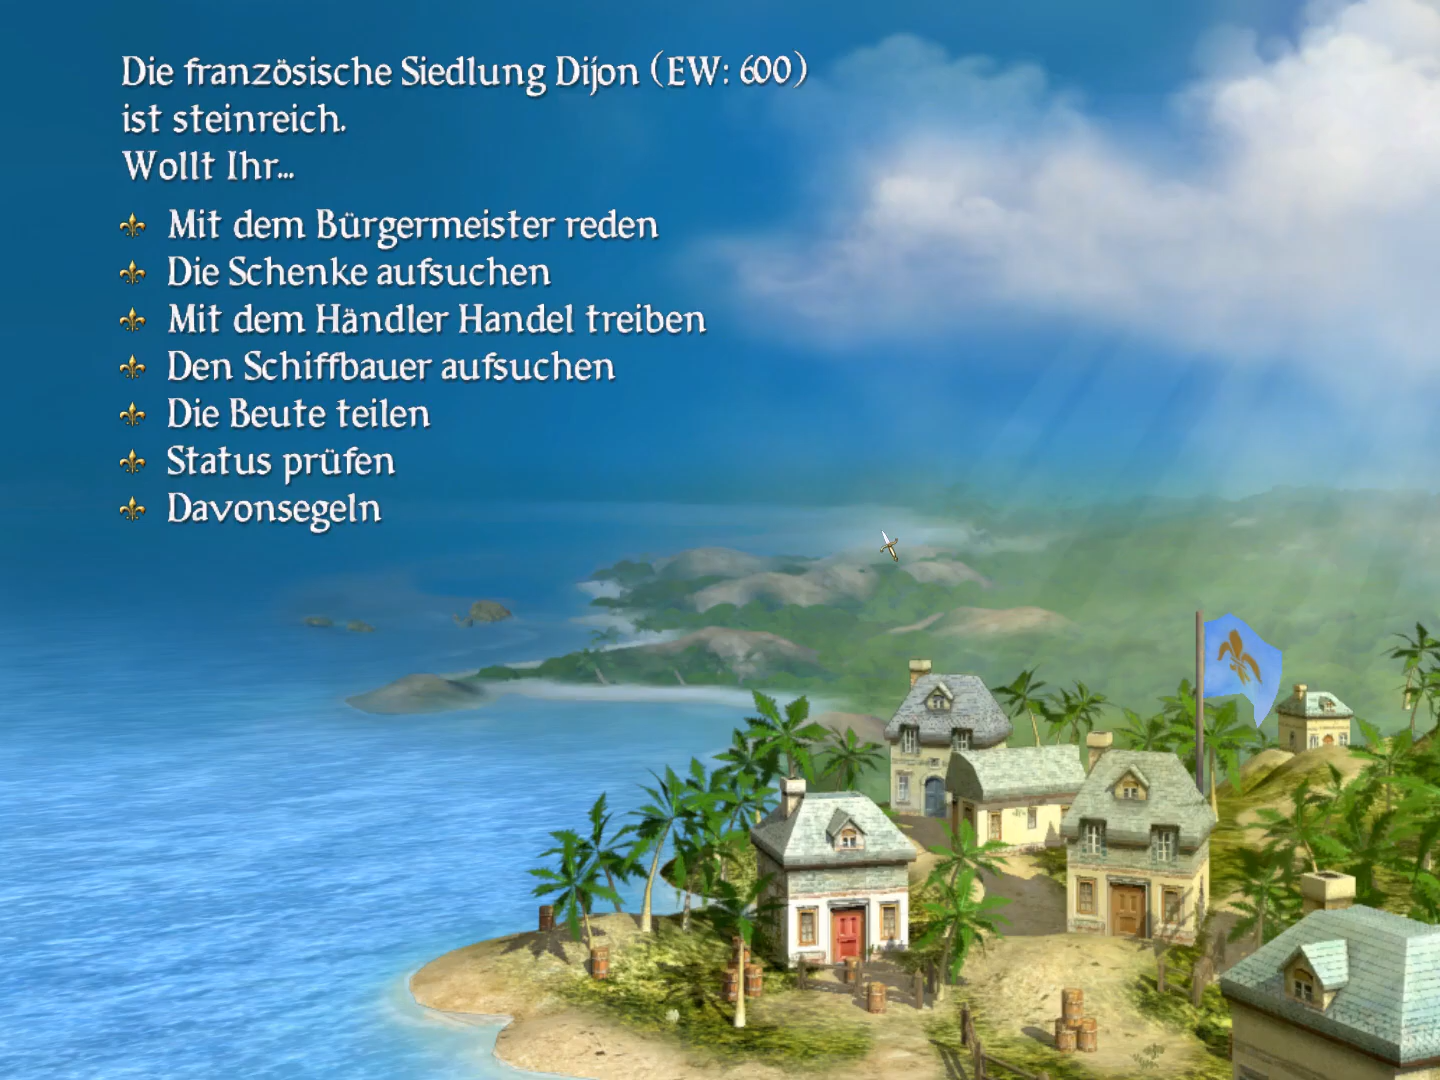 Die französische Siedlung Dijon (EW: 600)
ist steinreich.
Wollt Ihr...
Mit dem Bürgermeister reden
Die Schenke aufsuchen
Mit dem Händler Handel treiben
Den Schiffbauer aufsuchen
Die Beute teilen
Status prüfen
Davonsegeln